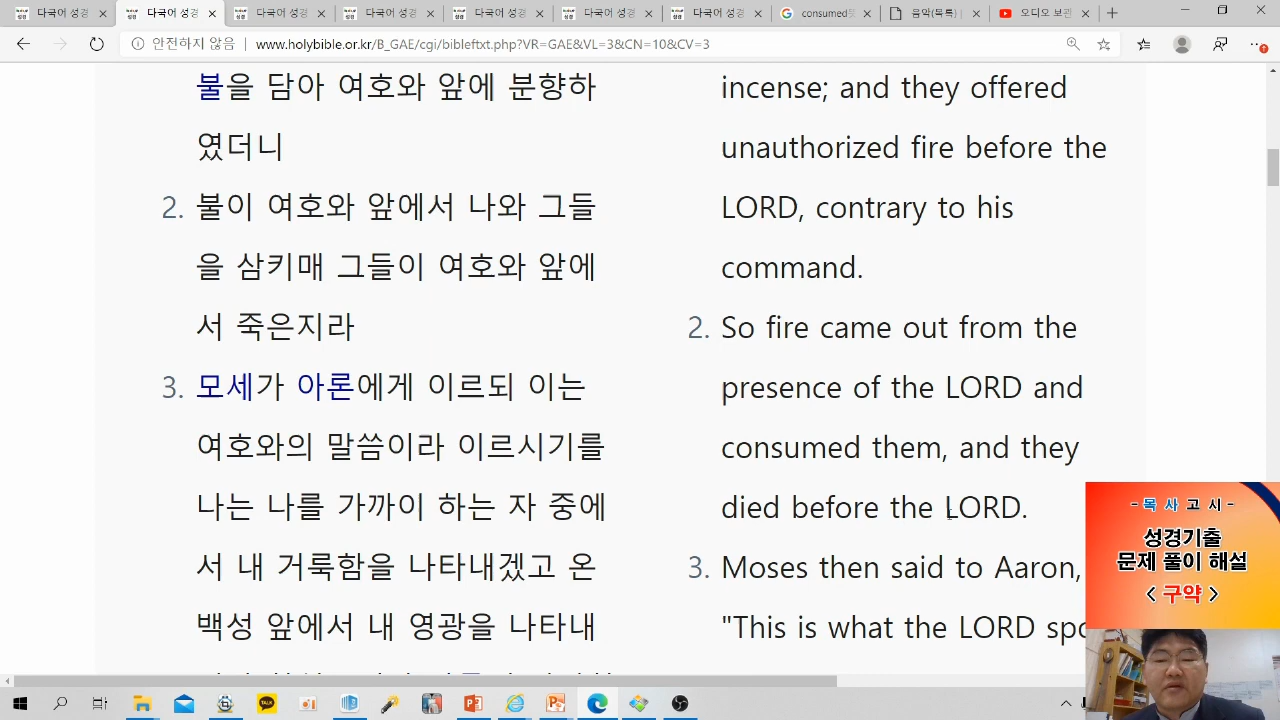 다국어 성경
다국어 성경
다국어 성경
다국어 성경
다국어 성경
다국어 성경
다국어 성경
consumed뜻
음악(목록)
오디오 보관
안전하지 않음
www.holybible.or.kr/B_GAE/cgi/bibleftxt.php?VR=GAE&VL=3&CN=10&CV=3
불을 담아 여호와 앞에 분향하
였더니
2. 불이 여호와 앞에서 나와 그들
을 삼키매 그들이 여호와 앞에
서 죽은지라
3. 모세가 아론에게 이르되 이는
여호와의 말씀이라 이르시기를
나는 나를 가까이 하는 자 중에
서 내 거룩함을 나타내겠고 온
백성 앞에서 내 영광을 나타내
incense; and they offered
unauthorized fire before the
LORD, contrary to his
command.
2. So fire came out from the
presence of the LORD and
consumed them, and they
died before the LORD.
3. Moses then said to Aaron,
"This is what the LORD spo
- 목 사 고 시 -
성경기출
문제 풀이 해설
< 구약 >